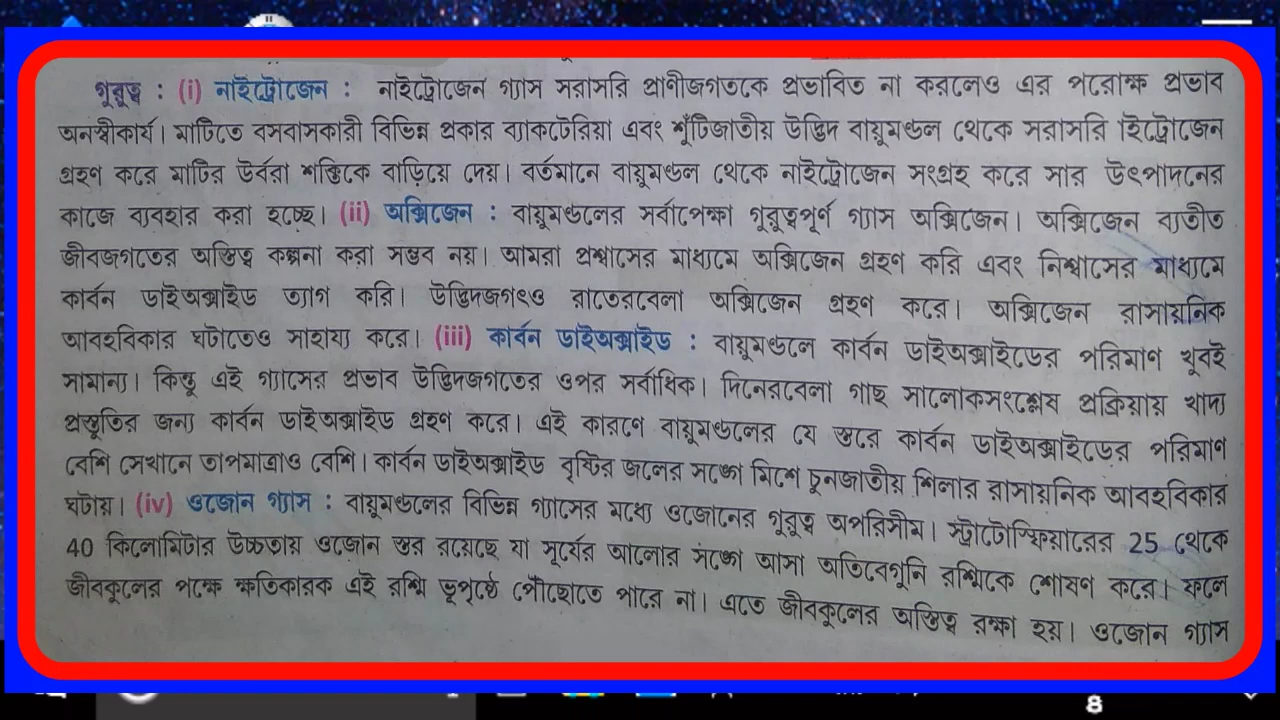 গুরুত্ব : (i) নাইট্রোজেন : নাইট্রোজেন গ্যাস সরাসরি প্রাণীজগতকে প্রভাবিত না করলেও এর পরোক্ষ প্রভাব
অনস্বীকার্য। মাটিতে বসবাসকারী বিভিন্ন প্রকার ব্যাকটেরিয়া এবং শুঁটিজাতীয় উদ্ভিদ বায়ুমণ্ডল থেকে সরাসরি ইট্রোজেন
গ্রহণ করে মাটির উর্বরা শক্তিকে বাড়িয়ে দেয়। বর্তমানে বায়ুমণ্ডল থেকে নাইট্রোজেন সংগ্রহ করে সার উৎপাদনের
কাজে ব্যবহার করা হচ্ছে। (ii) অক্সিজেন : বায়ুমণ্ডলের সর্বাপেক্ষা গুরুত্বপূর্ণ গ্যাস অক্সিজেন। অক্সিজেন ব্যতীত
জীবজগতের অস্তিত্ব কল্পনা করা সম্ভব নয়। আমরা প্রশ্বাসের মাধ্যমে অক্সিজেন গ্রহণ করি এবং নিশ্বাসের মাধ্যমে
কার্বন ডাইঅক্সাইড ত্যাগ করি। উদ্ভিদজগৎও রাতেরবেলা অক্সিজেন গ্রহণ করে। অক্সিজেন রাসায়নিক
আবহবিকার ঘটাতেও সাহায্য করে। (iii) কার্বন ডাইঅক্সাইড : বায়ুমণ্ডলে কার্বন ডাইঅক্সাইডের পরিমাণ খুবই
সামান্য। কিন্তু এই গ্যাসের প্রভাব উদ্ভিদজগতের ওপর সর্বাধিক। দিনেরবেলা গাছ সালোকসংশ্লেষ প্রক্রিয়ায় খাদ্য
প্রস্তুতির জন্য কার্বন ডাইঅক্সাইড গ্রহণ করে। এই কারণে বায়ুমণ্ডলের যে স্তরে কার্বন ডাইঅক্সাইডের পরিমাণ
বেশি সেখানে তাপমাত্রাও বেশি। কার্বন ডাইঅক্সাইড বৃষ্টির জলের সঙ্গে মিশে চুনজাতীয় শিলার রাসায়নিক আবহবিকার
ঘটায়। (iv) ওজোন গ্যাস : বায়ুমণ্ডলের বিভিন্ন গ্যাসের মধ্যে ওজোনের গুরুত্ব অপরিসীম। স্ট্রাটোস্ফিয়ারের 25 থেকে
40 কিলোমিটার উচ্চতায় ওজোন স্তর রয়েছে যা সূর্যের আলোর সঙ্গে আসা অতিবেগুনি রশ্মিকে শোষণ করে। ফলে
জীবকুলের পক্ষে ক্ষতিকারক এই রশ্মি ভূপৃষ্ঠে পৌঁছোতে পারে না। এতে জীবকুলের অস্তিত্ব রক্ষা হয়। ওজোন গ্যাস
8